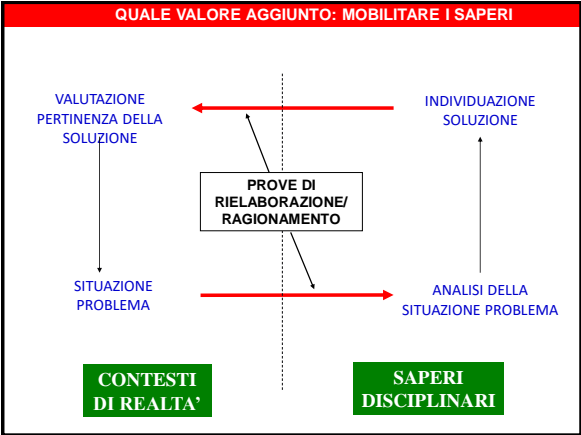 QUALE VALORE AGGIUNTO: MOBILITARE I SAPERI
VALUTAZIONE
PERTINENZA DELLA
SOLUZIONE
INDIVIDUAZIONE
SOLUZIONE
PROVE DI
RIELABORAZIONE/
RAGIONAMENTO
SITUAZIONE
PROBLEMA
ANALISI DELLA
SITUAZIONE PROBLEMA
CONTESTI
DI REALTA’
SAPERI
DISCIPLINARI